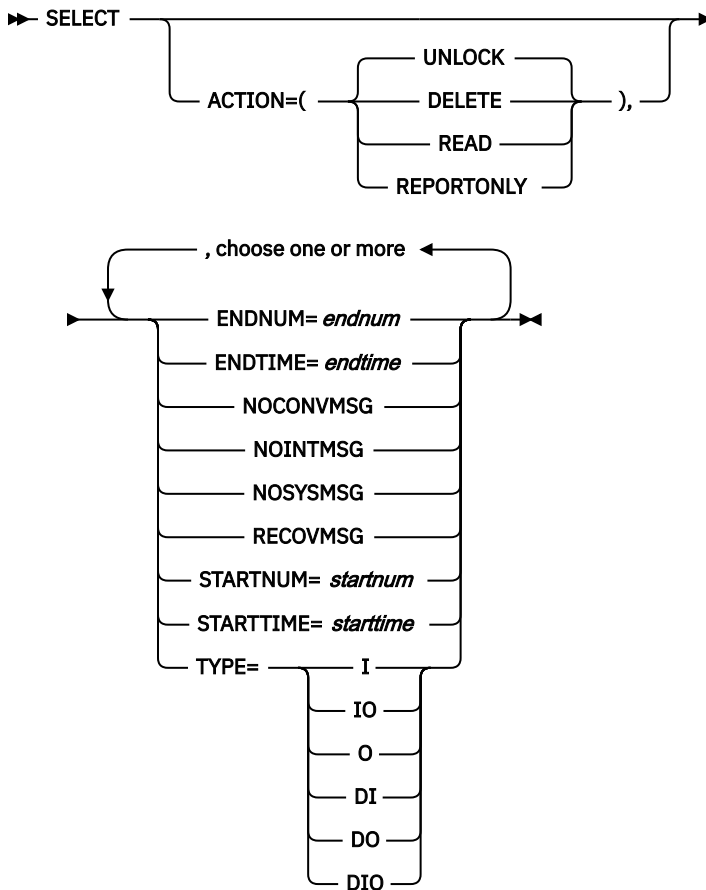 SELECT
UNLOCK
ACTION=( DELETE ),
READ
REPORTONLY
, choose one or more
ENDNUM= endnum
ENDTIME= endtime
NOCONVMSG
NOINTMSG
NOSYSMSG
RECOVMSG
STARTNUM= startnum
STARTTIME= starttime
TYPE= I
IO
O
DI
DO
DIO